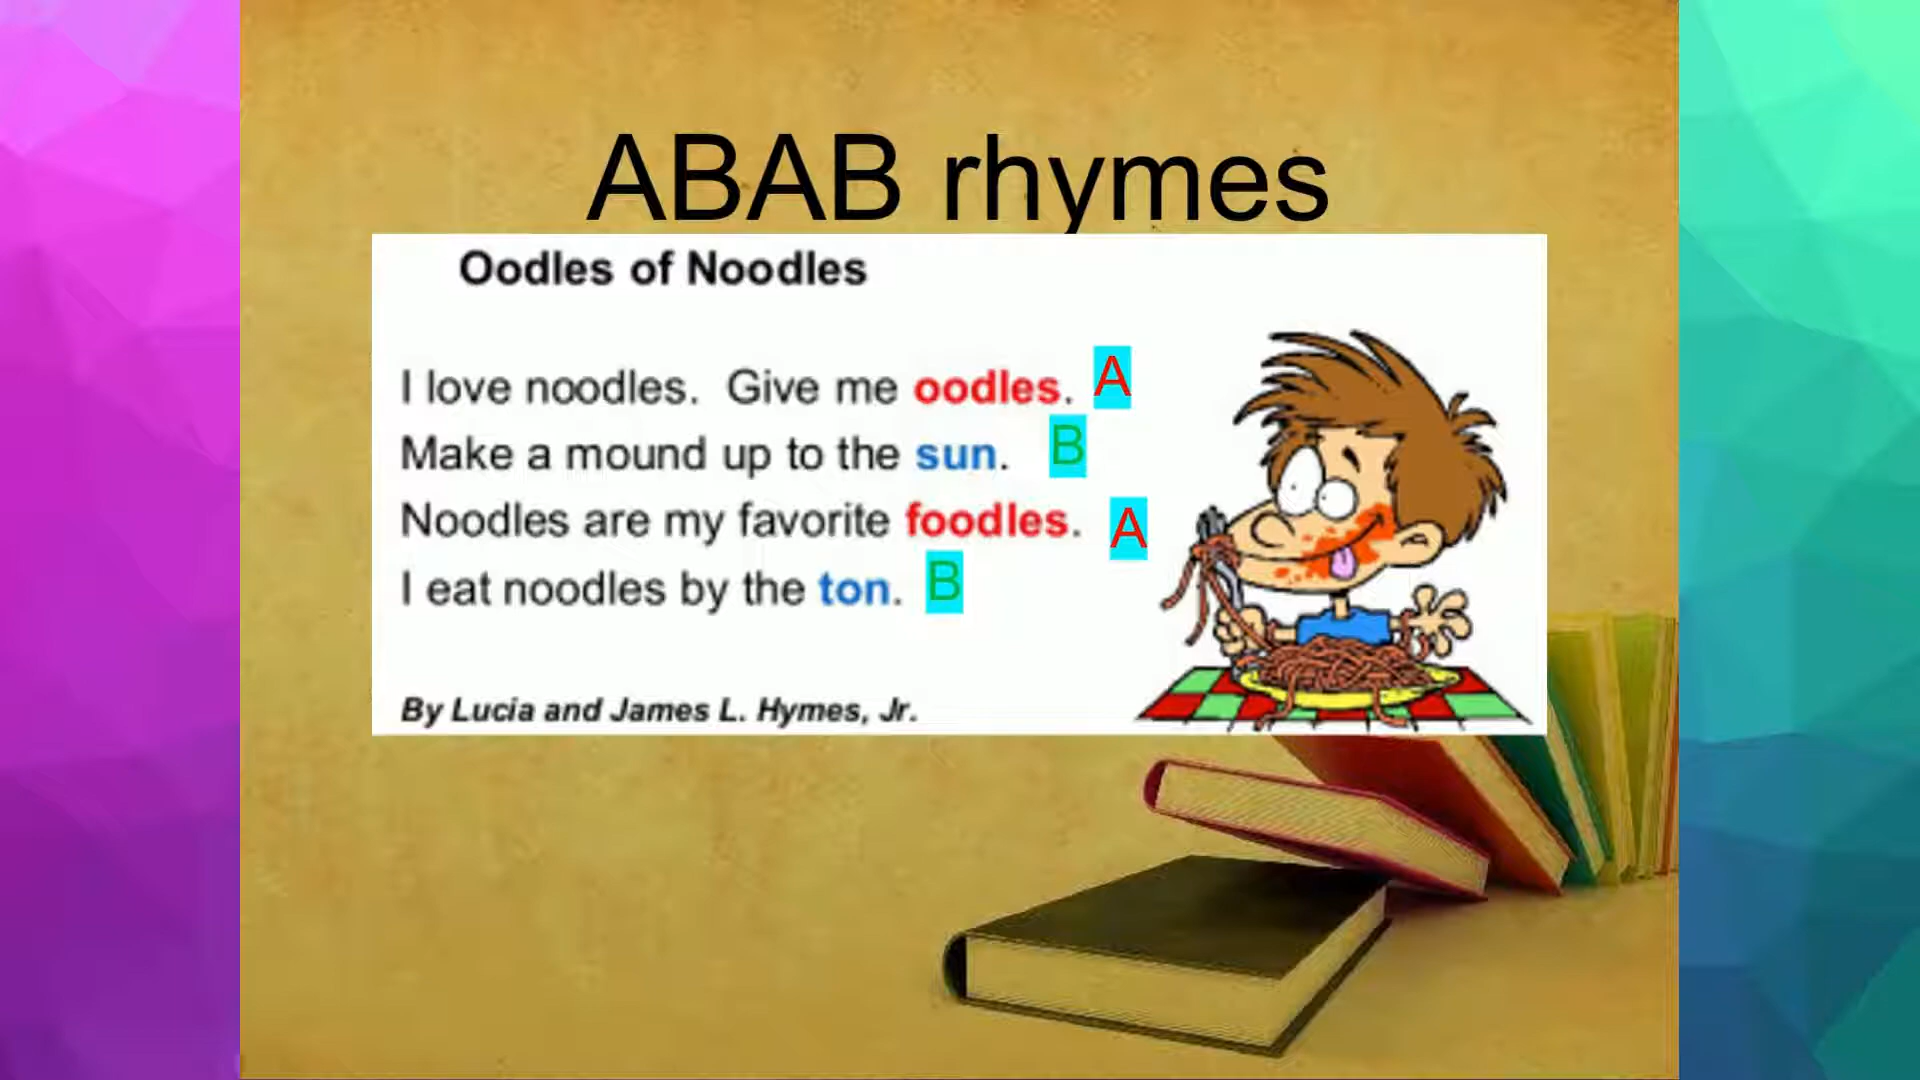 ABAB rhymes
Oodles of Noodles
I love noodles. Give me oodles. A
Make a mound up to the sun. B
Noodles are my favorite foodles. A
I eat noodles by the ton. B
By Lucia and James L. Hymes, Jr.